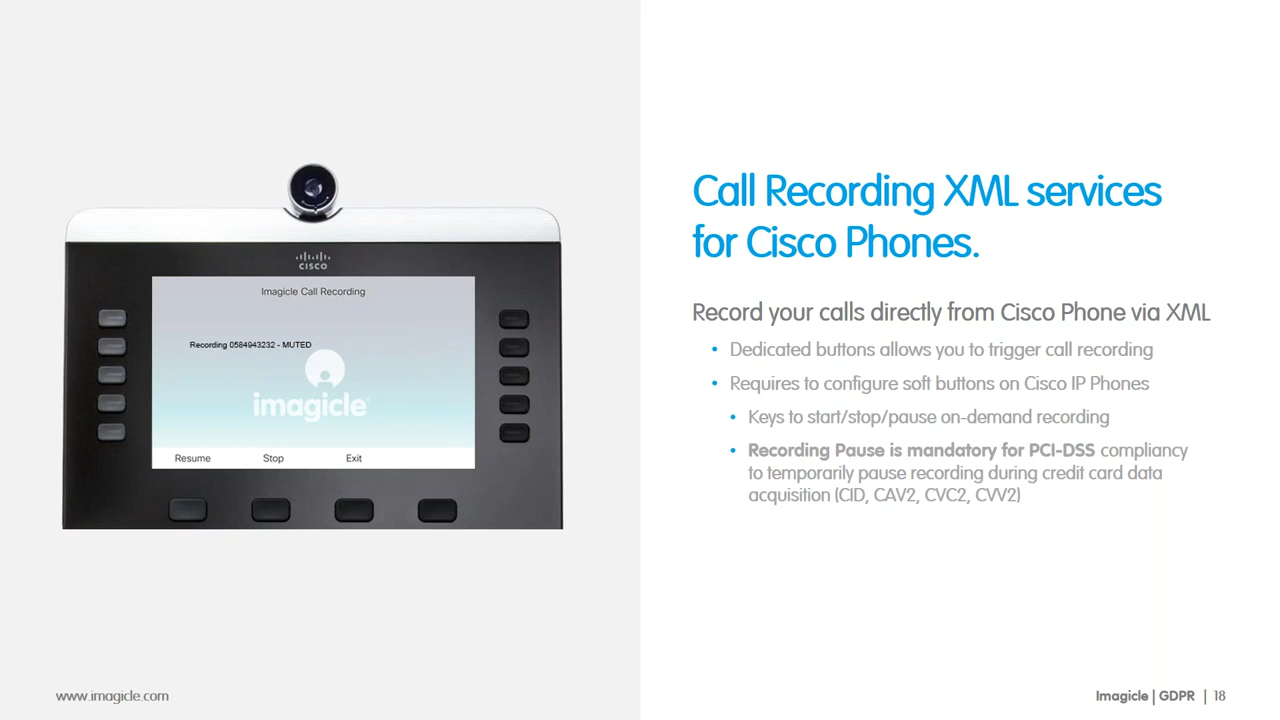 CISCO
Imagicle Call Recording
Recording 0584943232 - MUTED
imagicle
Resume Stop Exit
Call Recording XML services
for Cisco Phones.
Record your calls directly from Cisco Phone via XML
• Dedicated buttons allows you to trigger call recording
• Requires to configure soft buttons on Cisco IP Phones
• Keys to start/stop/pause on-demand recording
• Recording Pause is mandatory for PCI-DSS compliancy
to temporarily pause recording during credit card data
acquisition (CID, CAV2, CVC2, CVV2)
www.imagicle.com
Imagicle | GDPR | 18